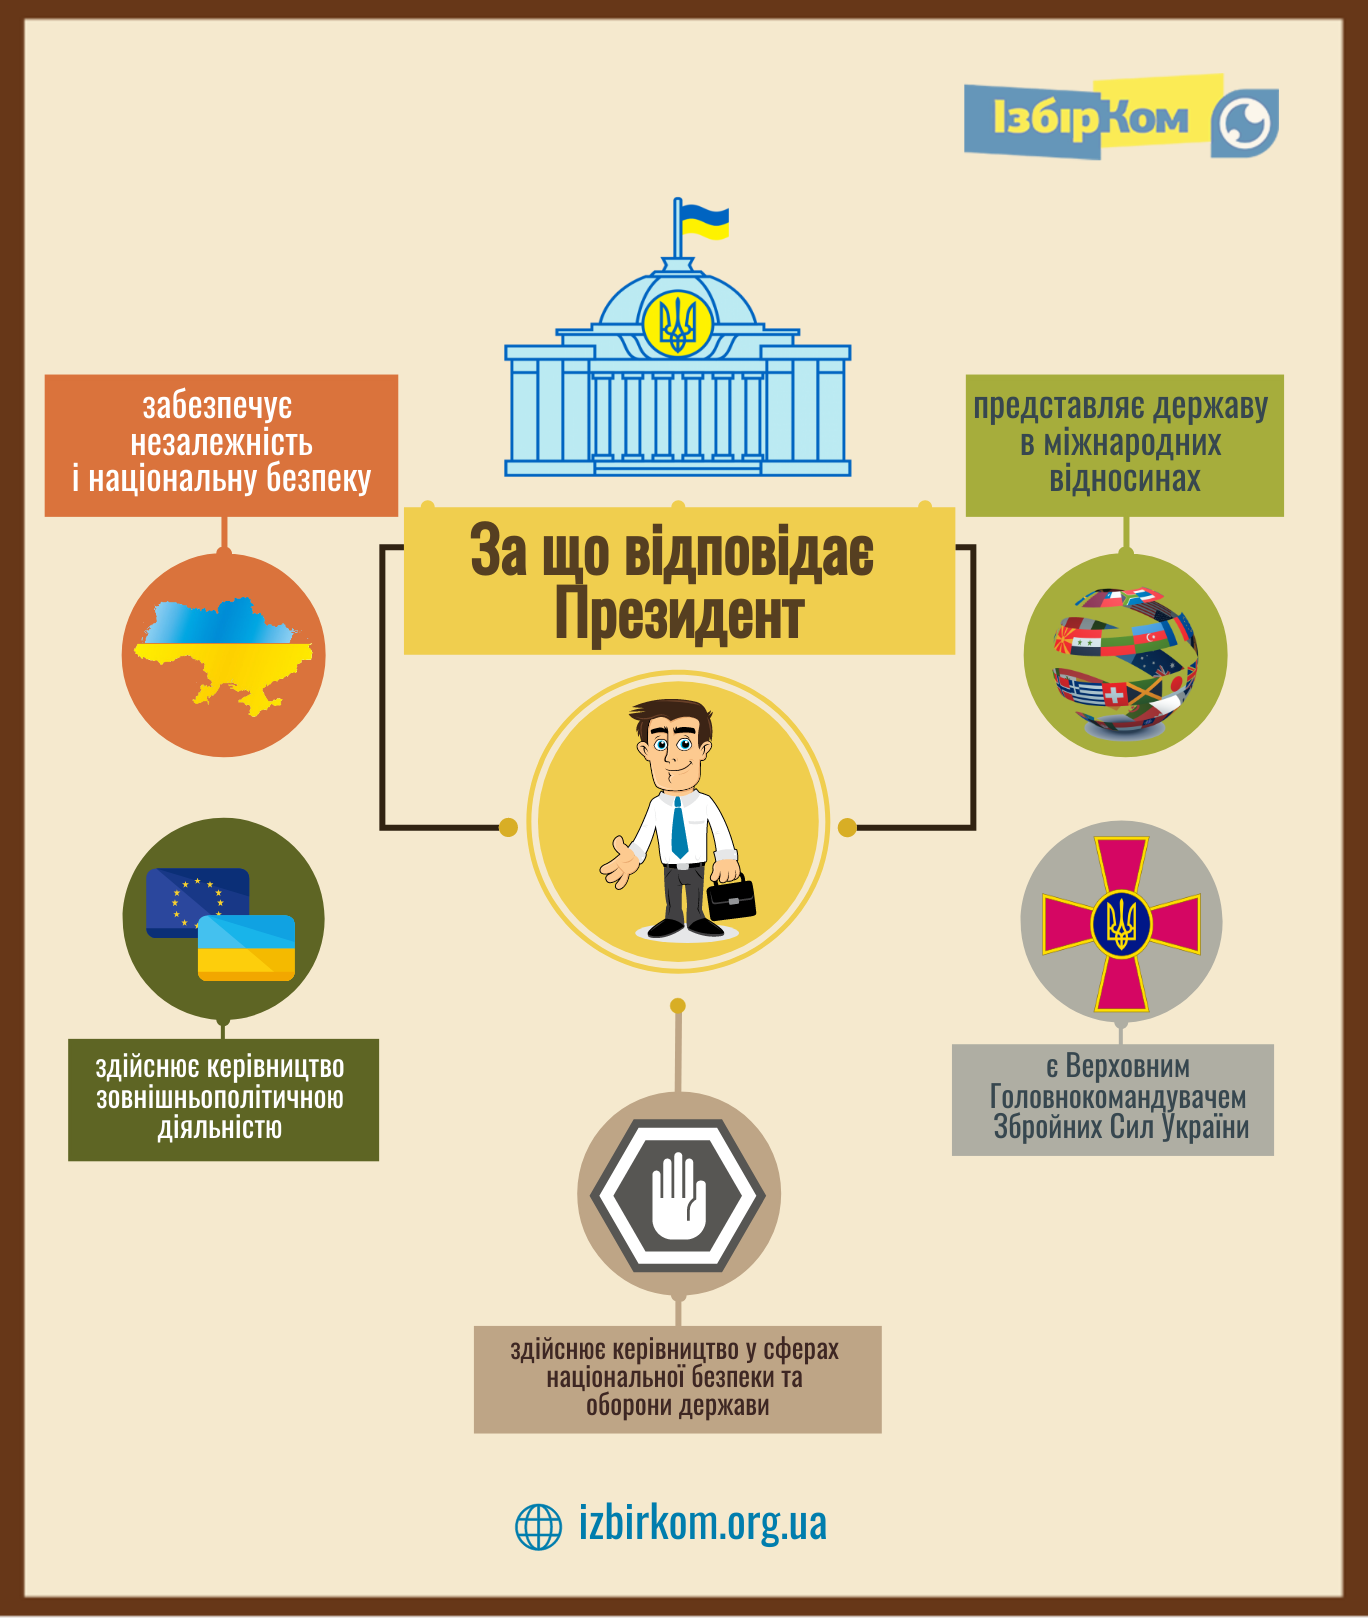 ІзбірКом
забезпечує
незалежність
і національну безпеку
представляє державу
в міжнародних
відносинах
За що відповідає
Президент
здійснює керівництво
зовнішньополітичною
діяльністю
є Верховним
Головнокомандувачем
Збройних Сил України
здійснює керівництво у сферах
національної безпеки та
оборони держави
izbirkom.org.ua